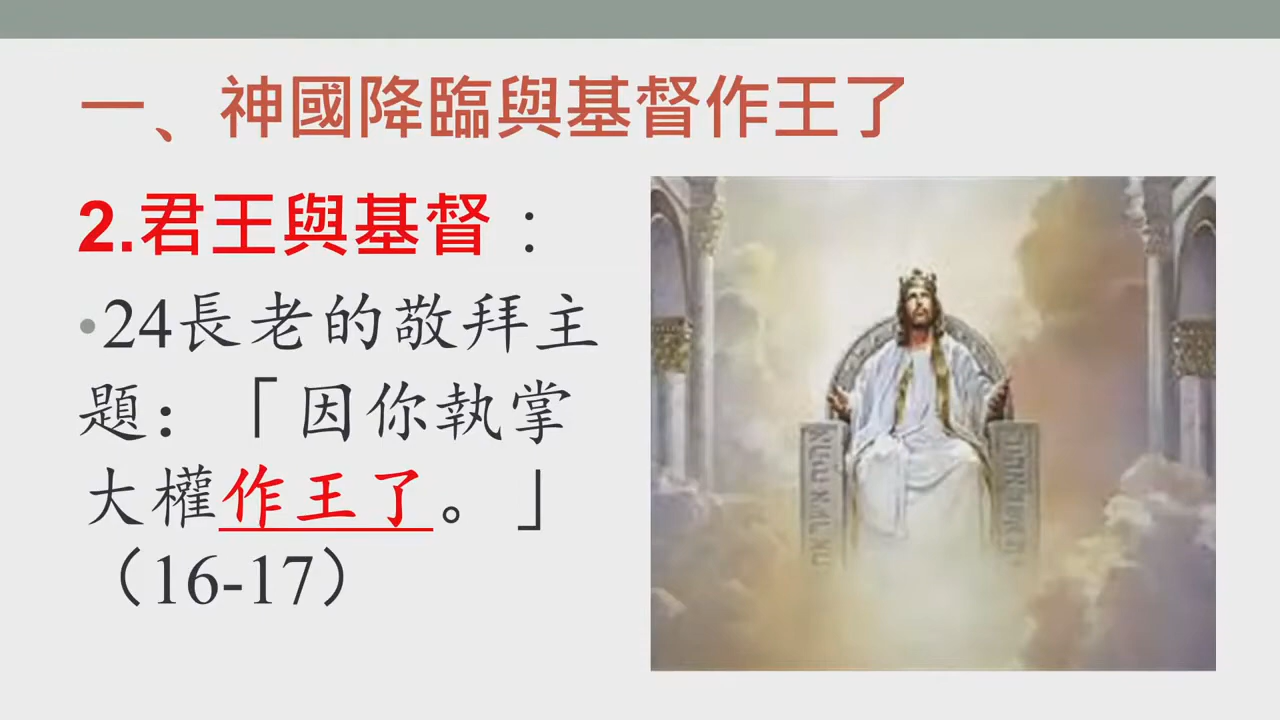 一、神國降臨與基督作王了
2.君王與基督：
•24長老的敬拜主
題：「因你執掌
大權作王了。」
（16-17）